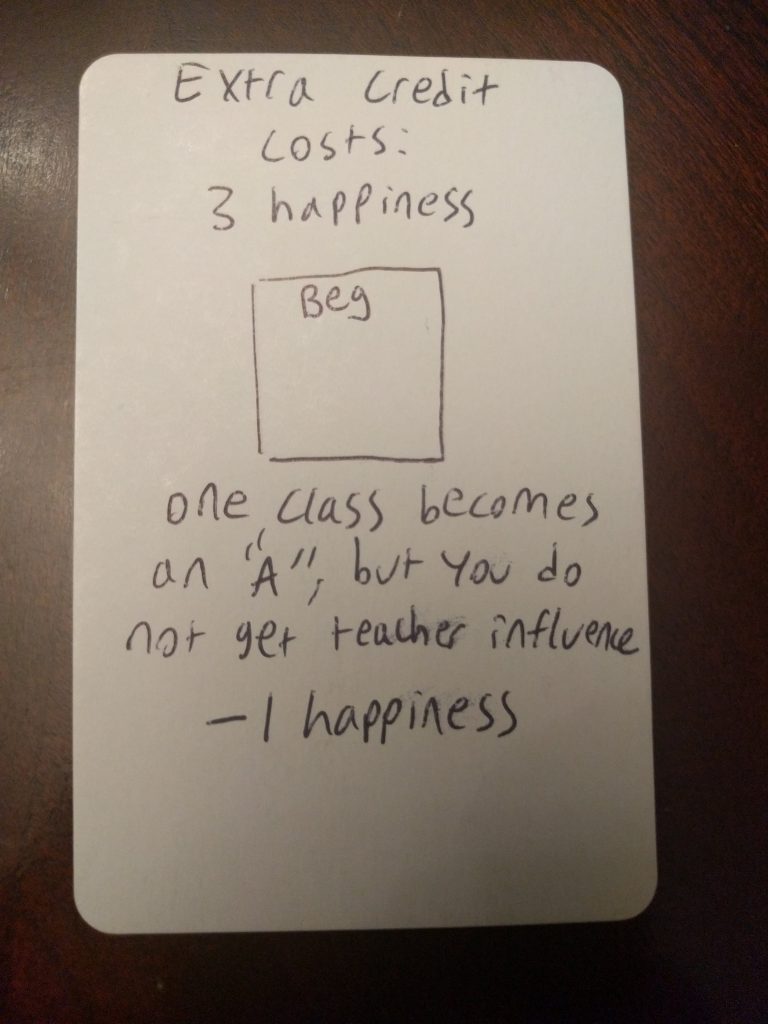 Extra Credit
Costs:
3 happiness
Beg
one class becomes
an "A", but you do
not get teacher influence
-1 happiness